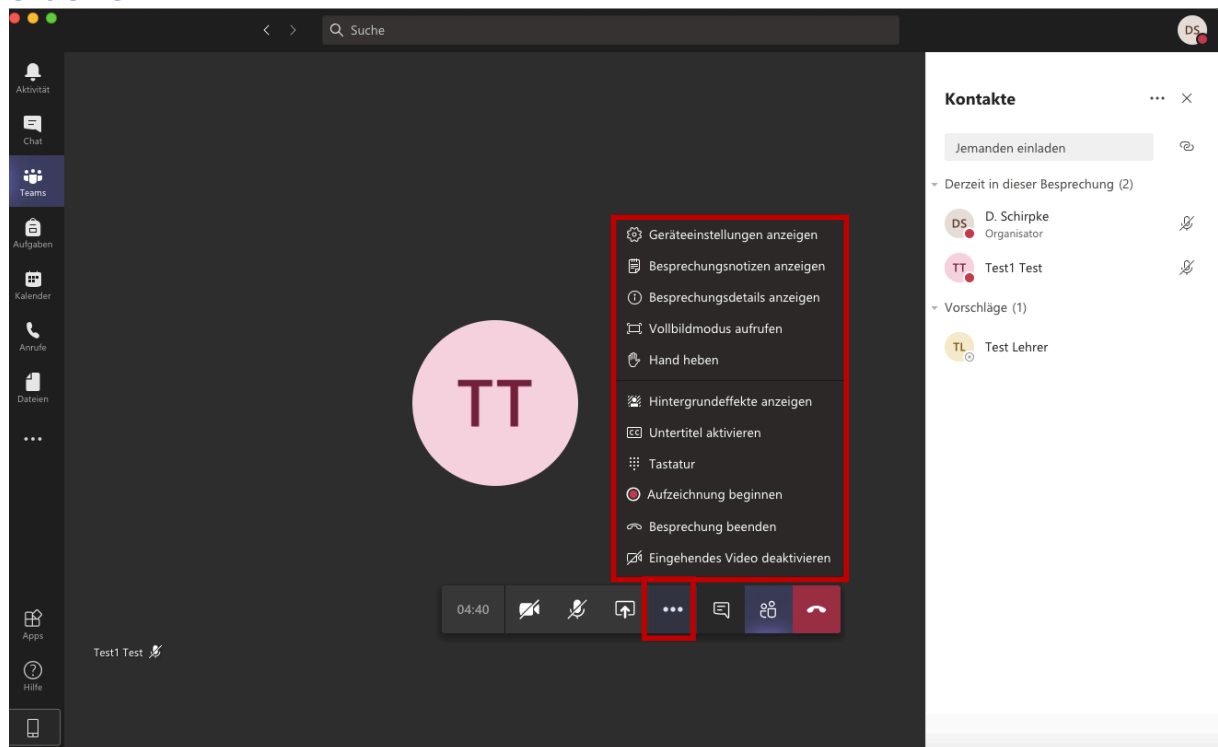 Suche
DS
Aktivität
Chat
Teams
Aufgaben
Kalender
Anrufe
Dateien
Apps
Hilfe
TT
Test1 Test
Geräteeinstellungen anzeigen
Besprechungsnotizen anzeigen
Besprechungsdetails anzeigen
Vollbildmodus aufrufen
Hand heben
Hintergrundeffekte anzeigen
CC Untertitel aktivieren
Tastatur
Aufzeichnung beginnen
Besprechung beenden
Eingehendes Video deaktivieren
04:40
Kontakte
Jemanden einladen
Derzeit in dieser Besprechung (2)
DS D. Schirpke
Organisator
TT Test1 Test
Vorschläge (1)
TL Test Lehrer